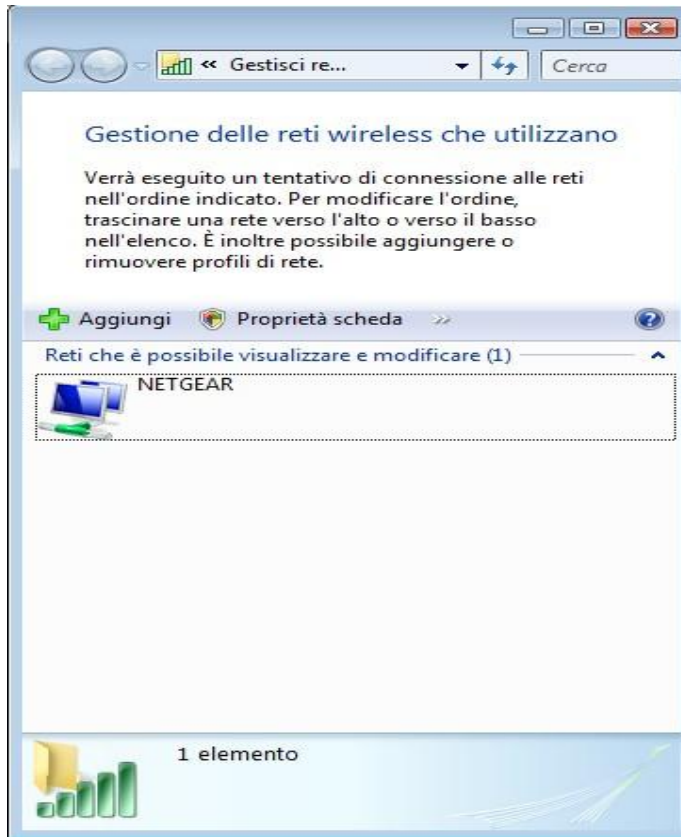 « Gestisci re...
Cerca
Gestione delle reti wireless che utilizzano
Verrà eseguito un tentativo di connessione alle reti
nell'ordine indicato. Per modificare l'ordine,
trascinare una rete verso l'alto o verso il basso
nell'elenco. È inoltre possibile aggiungere o
rimuovere profili di rete.
Aggiungi Proprietà scheda »
Reti che è possibile visualizzare e modificare (1)
NETGEAR
1 elemento